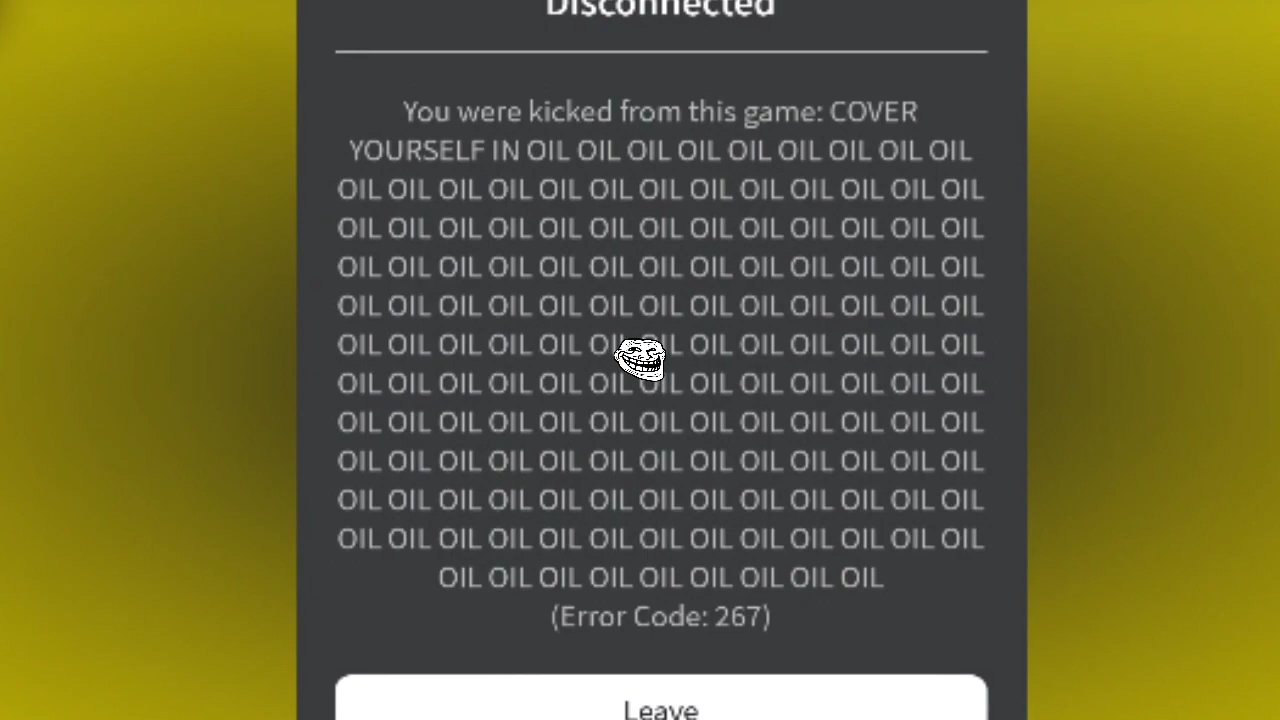 Disconnected
You were kicked from this game: COVER
YOURSELF IN OIL OIL OIL OIL OIL OIL OIL OIL OIL
OIL OIL OIL OIL OIL OIL OIL OIL OIL OIL OIL OIL OIL
OIL OIL OIL OIL OIL OIL OIL OIL OIL OIL OIL OIL OIL
OIL OIL OIL OIL OIL OIL OIL OIL OIL OIL OIL OIL OIL
OIL OIL OIL OIL OIL OIL OIL OIL OIL OIL OIL OIL OIL
OIL OIL OIL OIL OIL OIL OIL OIL OIL OIL OIL OIL OIL
OIL OIL OIL OIL OIL OIL OIL OIL OIL OIL OIL OIL OIL
OIL OIL OIL OIL OIL OIL OIL OIL OIL OIL OIL OIL OIL
OIL OIL OIL OIL OIL OIL OIL OIL OIL OIL OIL OIL OIL
OIL OIL OIL OIL OIL OIL OIL OIL OIL OIL OIL OIL OIL
OIL OIL OIL OIL OIL OIL OIL OIL OIL OIL OIL OIL OIL
OIL OIL OIL OIL OIL OIL OIL OIL OIL
(Error Code: 267)
Leave